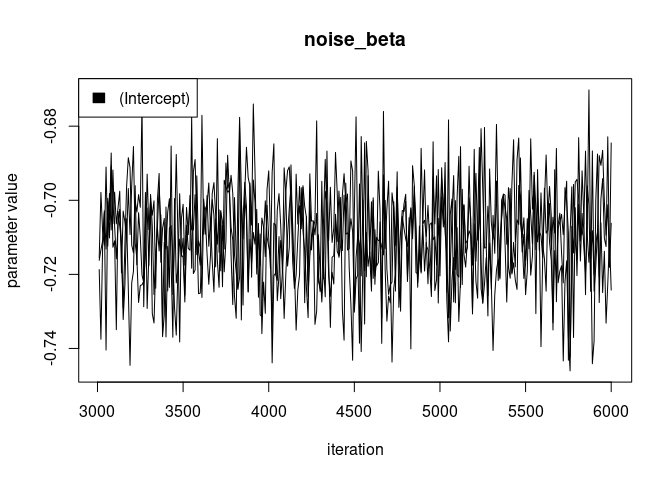 noise_beta
(Intercept)
parameter value
-0.68
-0.70
-0.72
-0.74
3000 3500 4000 4500 5000 5500 6000
iteration